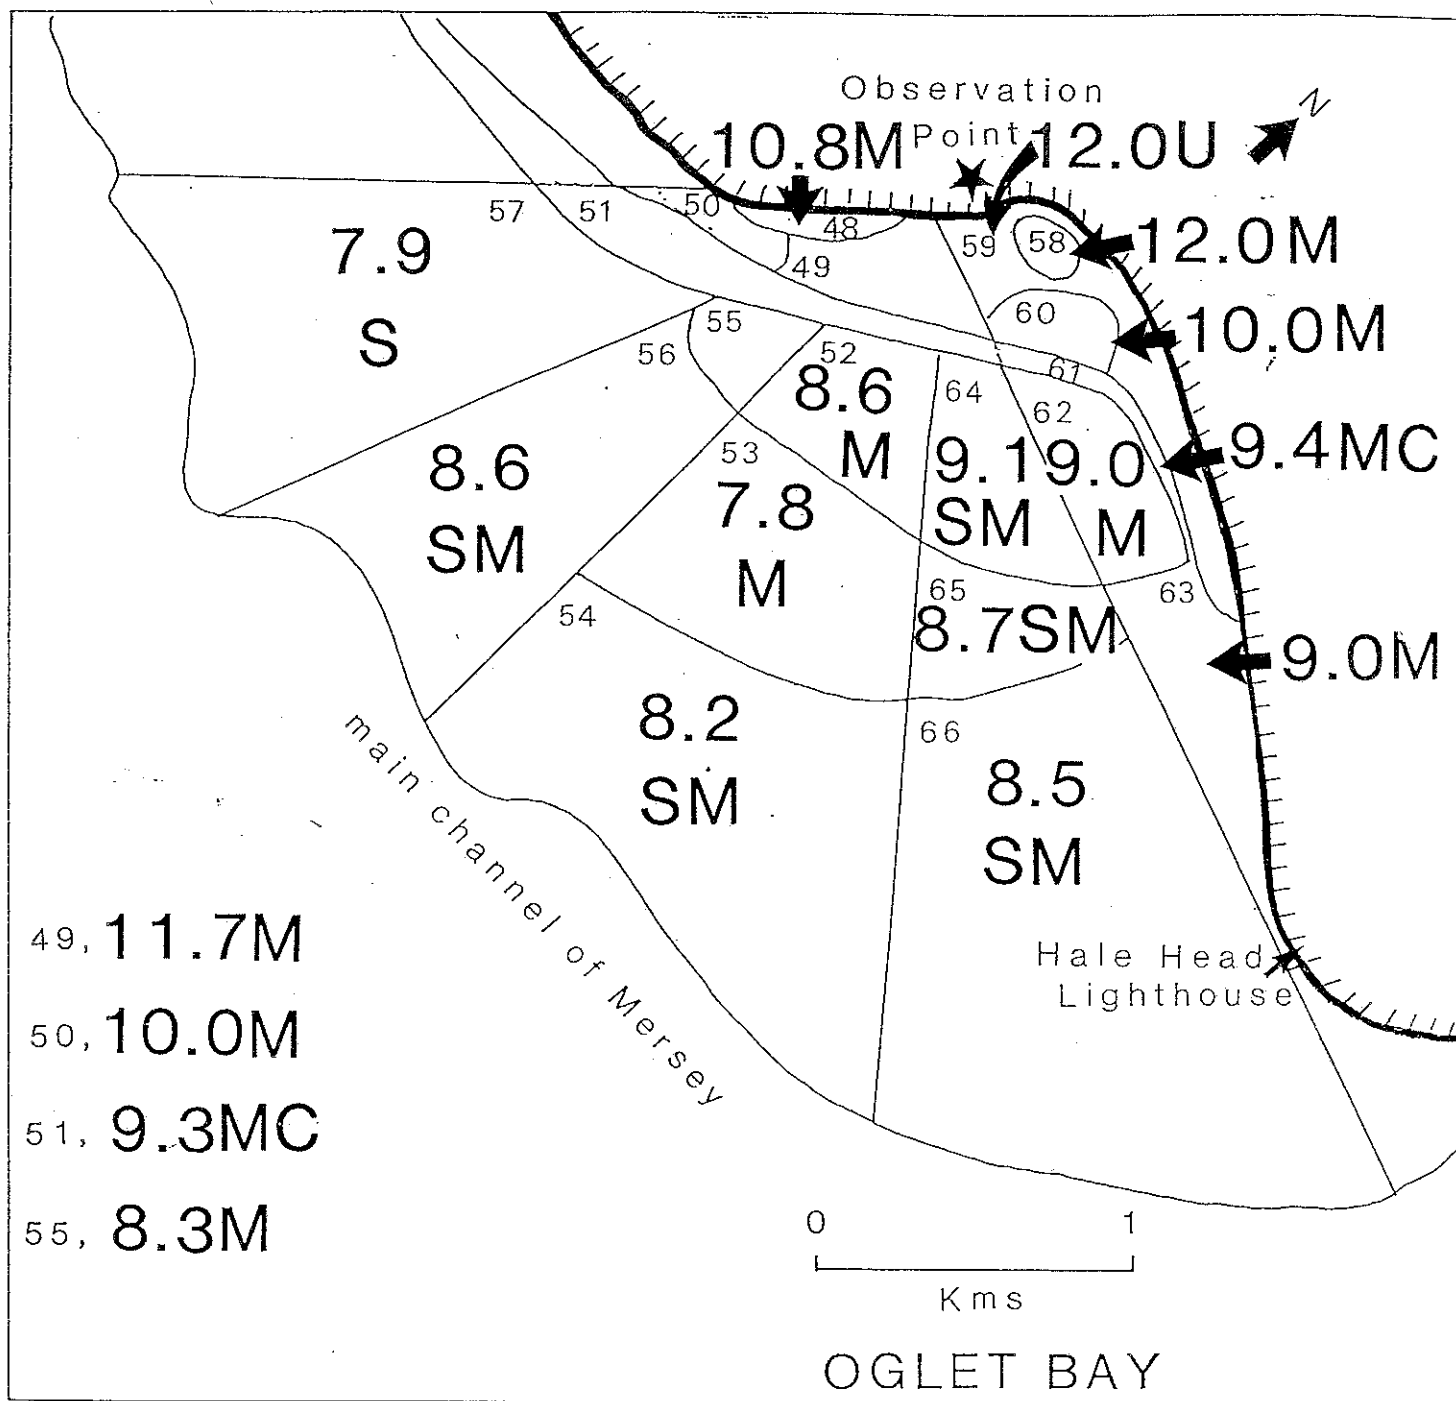 Observation
Point
N
10.8M
12.0U
57
51
50
48
59
58
12.0M
7.9
S
49
60
10.0M
55
56
52
61
64
62
8.6
M
8.6
SM
53
9.1
SM
9.0
M
9.4MC
7.8
M
54
65
63
8.7SM
9.0M
8.2
SM
66
8.5
SM
main channel of Mersey
Hale Head
Lighthouse
49, 11.7M
50, 10.0M
51, 9.3MC
55, 8.3M
0 1
Kms
OGLET BAY